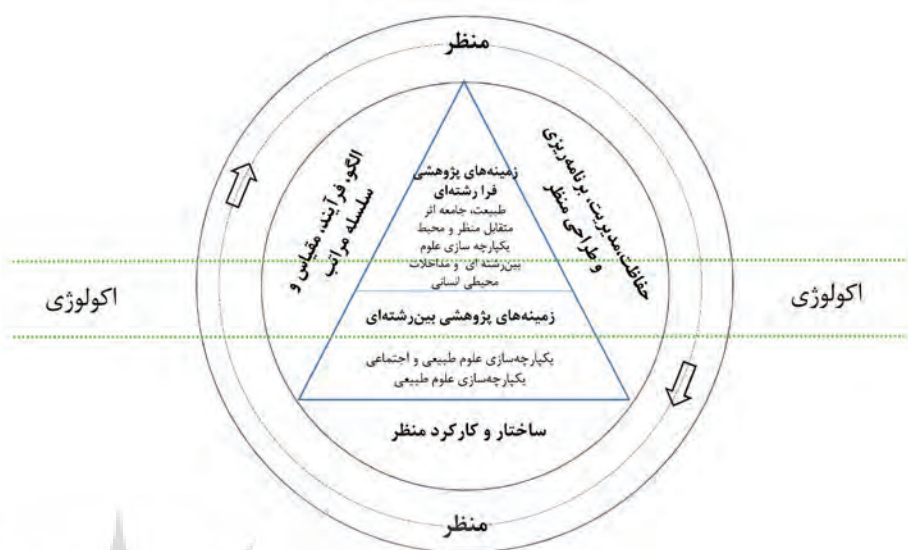 منظر
حفاظت، مدیریت، برنامه‌ریزی
و طراحی منظر
الگو، فرآیند، مقیاس و
سلسله مراتب
زمینه‌های پژوهشی
فرا رشته‌ای
طبیعت، جامعه اثر
متقابل منظر و محیط
یکپارچه سازی علوم
بین‌رشته ای و مداخلات
محیطی انسانی
اکولوژی
اکولوژی
زمینه‌های پژوهشی بین‌رشته‌ای
یکپارچه‌سازی علوم طبیعی و اجتماعی
یکپارچه‌سازی علوم طبیعی
ساختار و کارکرد منظر
منظر